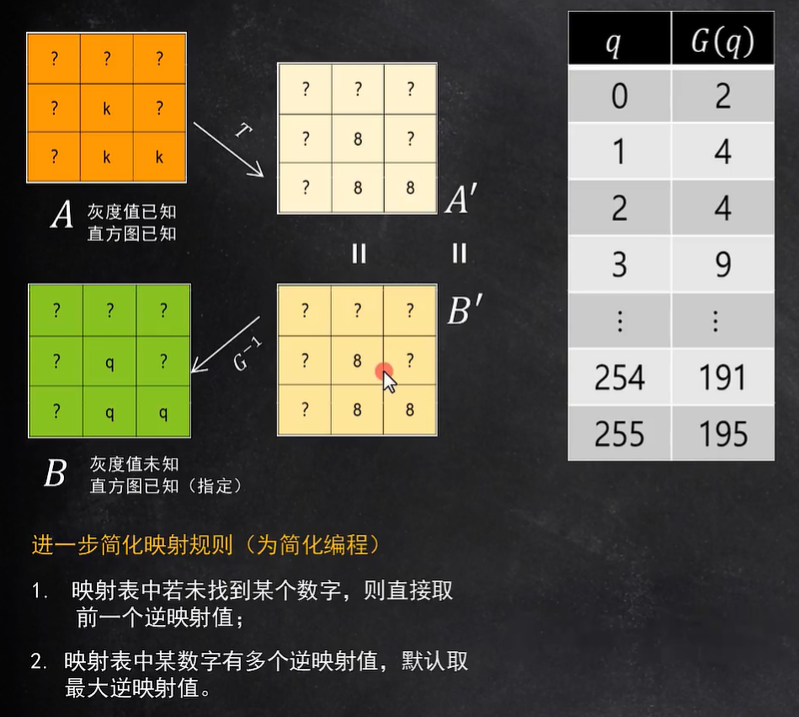 ? ? ?
? k ?
? k k
A 灰度值已知
直方图已知
T
? ? ?
? 8 ?
? 8 8
A′
=
=
? ? ?
? q ?
? q q
B 灰度值未知
直方图已知（指定）
G⁻¹
? ? ?
? 8 ?
? 8 8
B′
q G(q)
0 2
1 4
2 4
3 9
⋮ ⋮
254 191
255 195
进一步简化映射规则（为简化编程）
1. 映射表中若未找到某个数字，则直接取
前一个逆映射值；
2. 映射表中某数字有多个逆映射值，默认取
最大逆映射值。